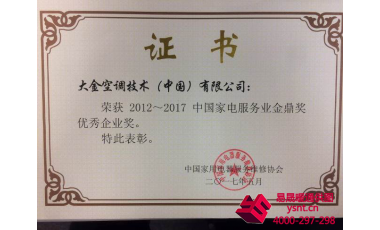 证书
大金空调技术（中国）有限公司：
荣获 2012～2017 中国家电服务业金鼎奖
优秀企业奖。
特此表彰。
中国家用电器服务维修协会
二〇一七年五月
ysnt.cn
4000-297-298